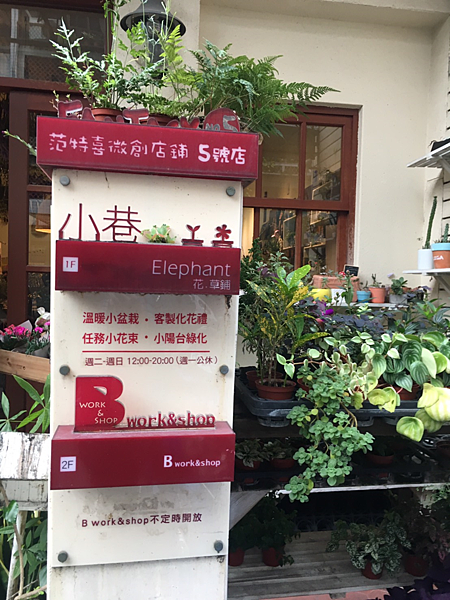 范特喜微創店鋪 5號店
小巷
1F
Elephant
花.草鋪
溫暖小盆栽・客製化花禮
任務小花束・小陽台綠化
週二-週日 12:00-20:00 (週一公休)
B
WORK
&
SHOP
work&shop
2F
B work&shop
B work&shop不定時開放